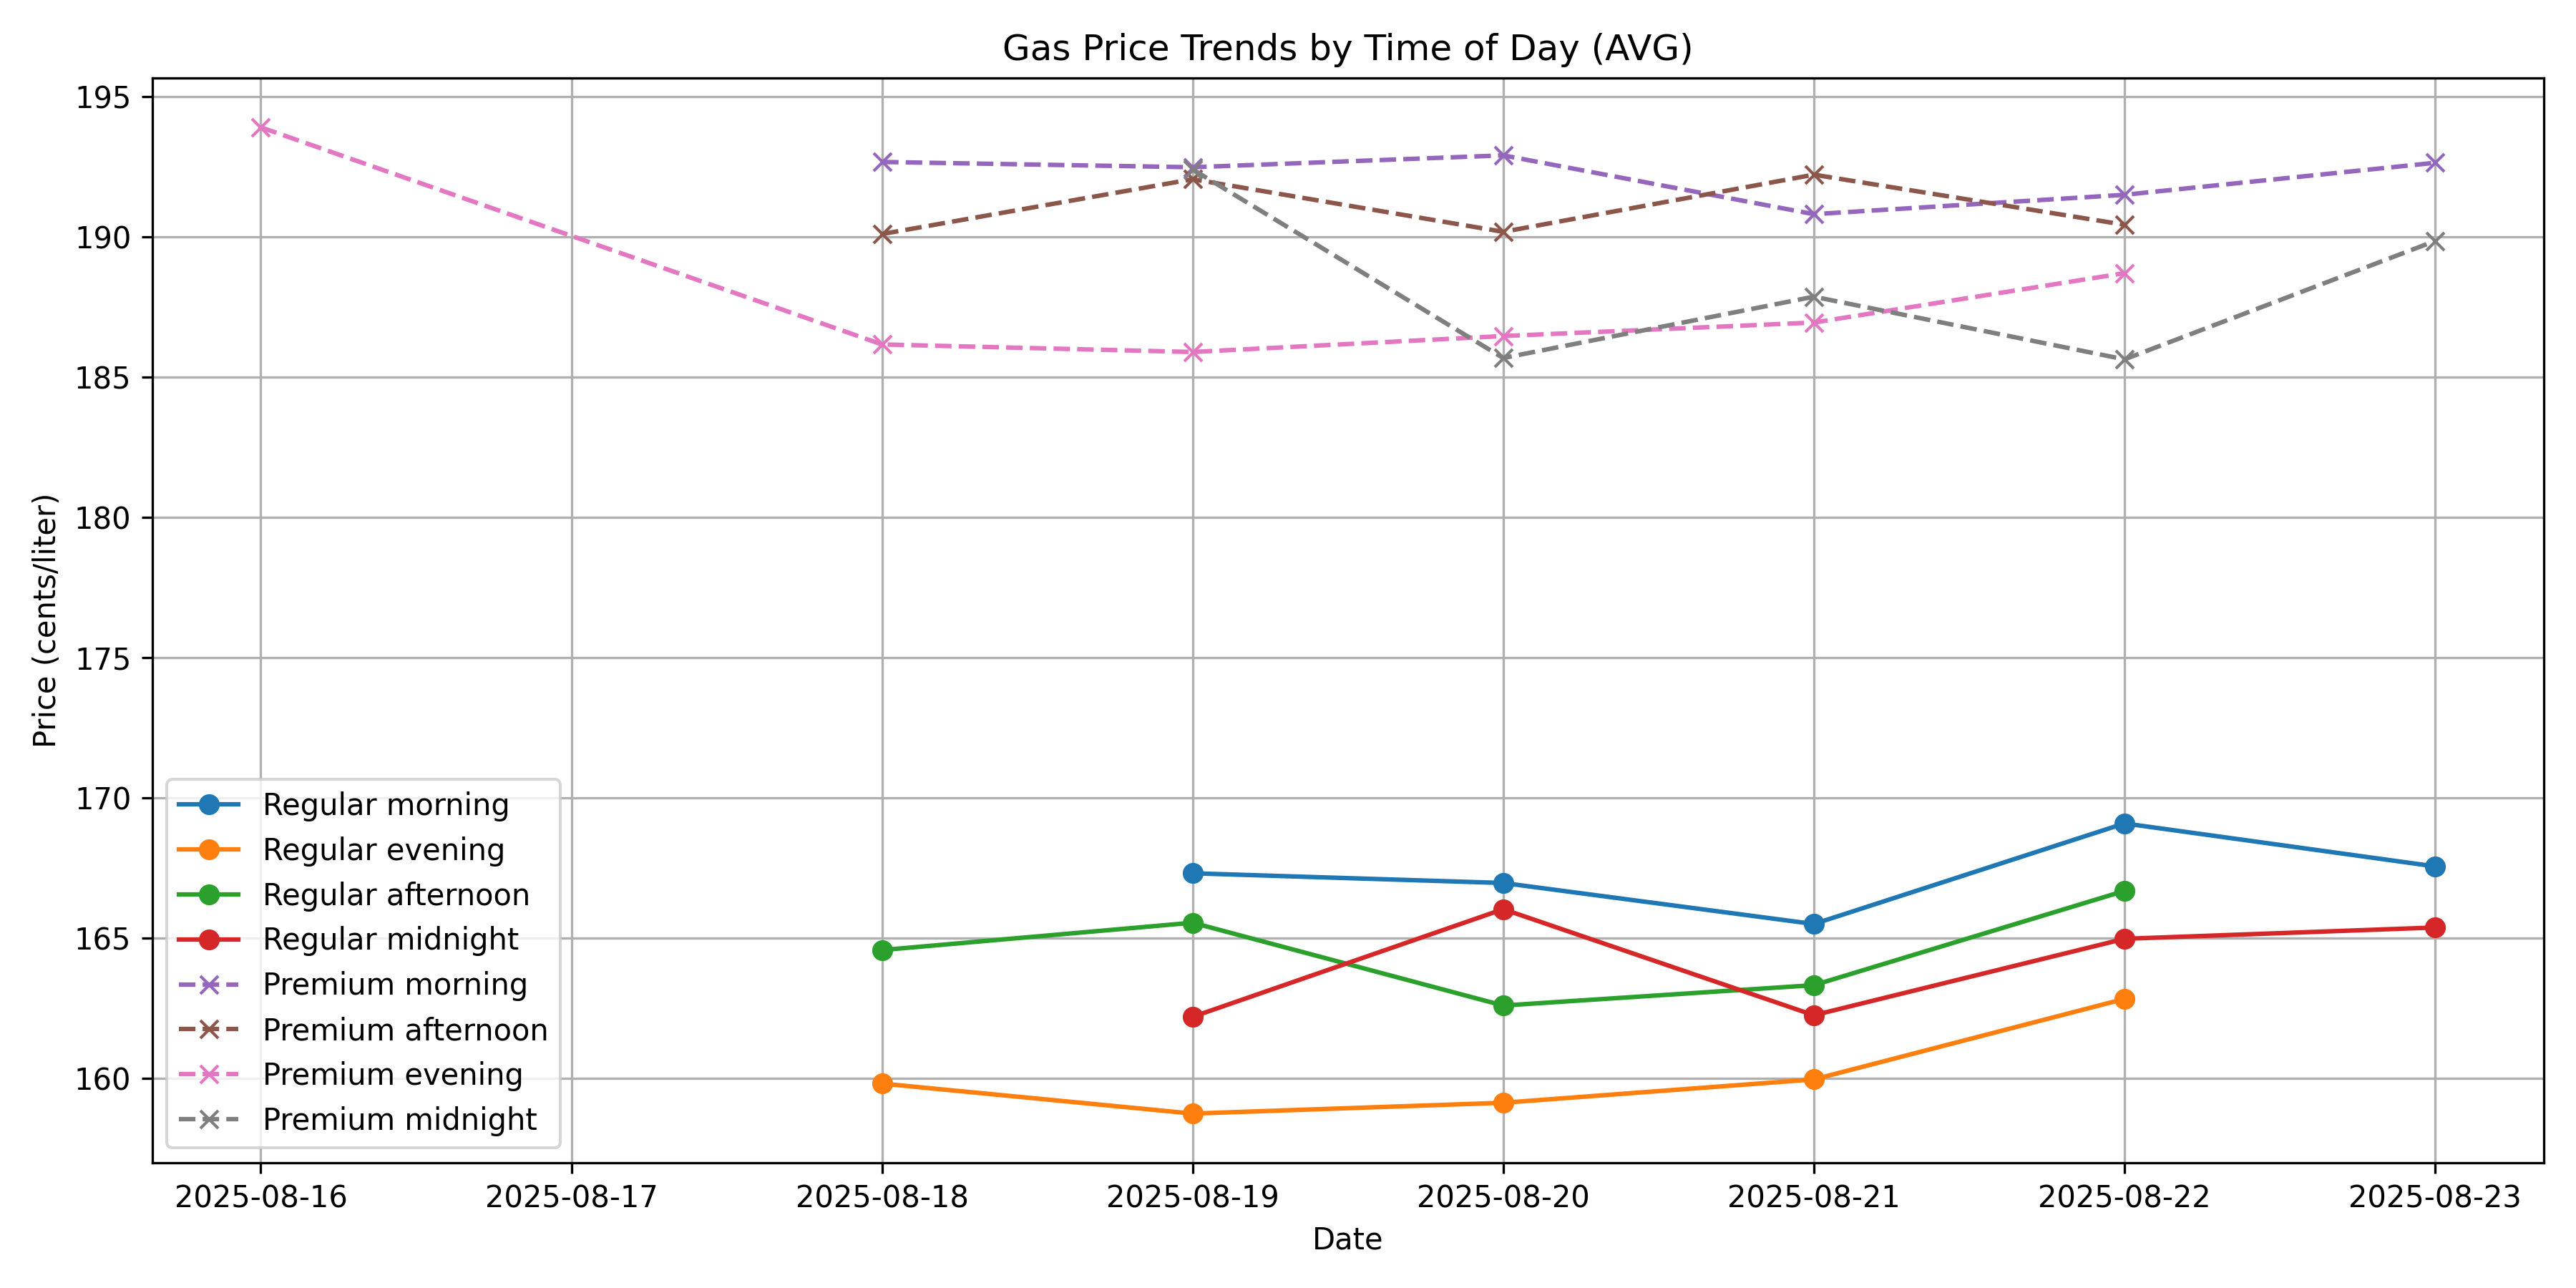 Gas Price Trends by Time of Day (AVG)
Price (cents/liter)
195
190
185
180
175
170
165
160
Regular morning
Regular evening
Regular afternoon
Regular midnight
Premium morning
Premium afternoon
Premium evening
Premium midnight
2025-08-16 2025-08-17 2025-08-18 2025-08-19 2025-08-20 2025-08-21 2025-08-22 2025-08-23
Date